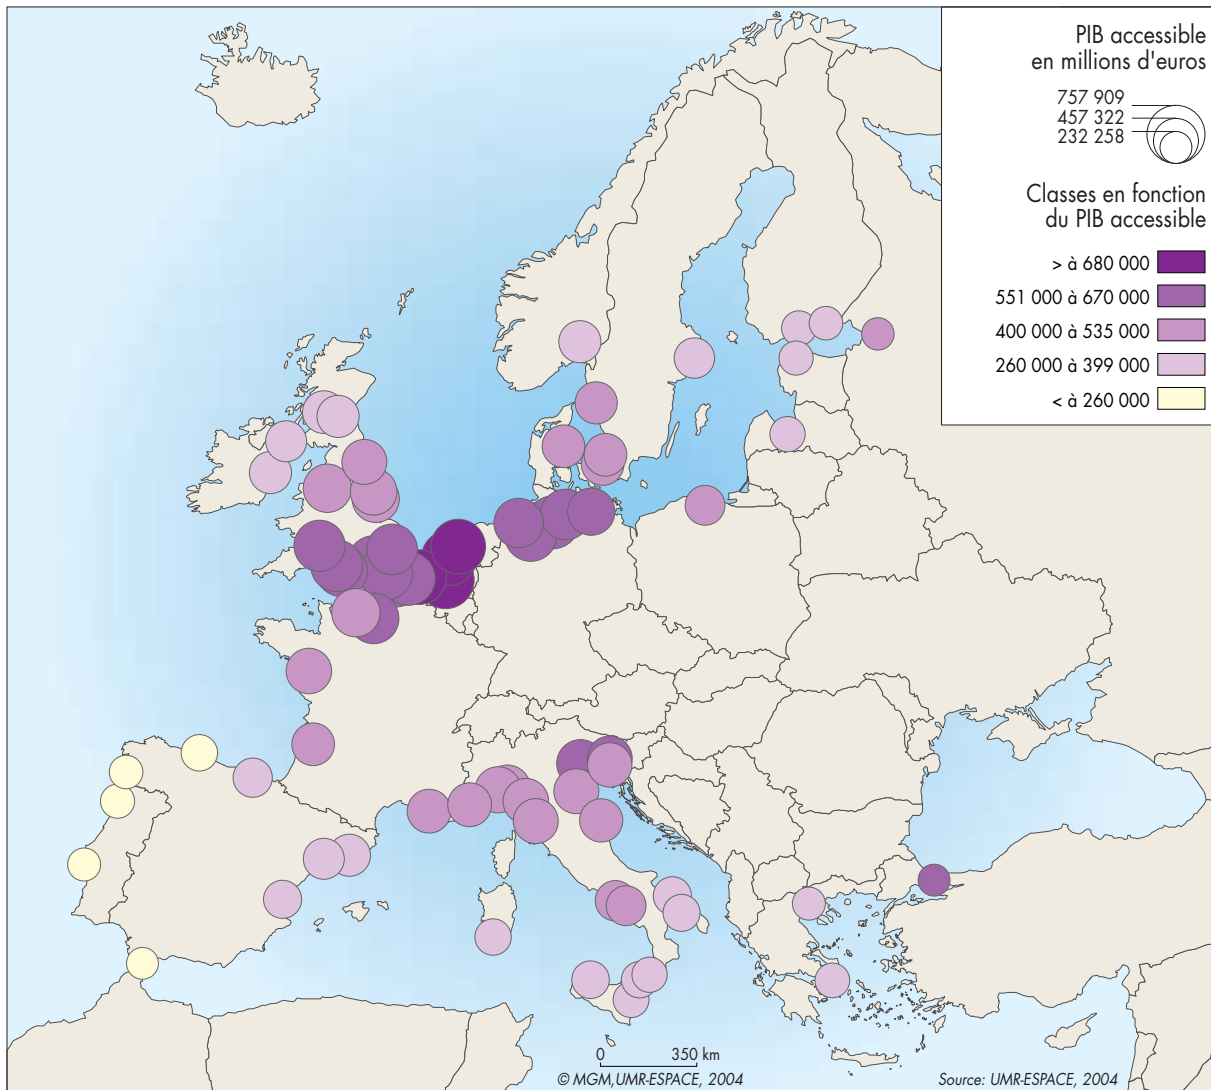 PIB accessible
en millions d'euros
757 909
457 322
232 258
Classes en fonction
du PIB accessible
> à 680 000
551 000 à 670 000
400 000 à 535 000
260 000 à 399 000
< à 260 000
0 350 km
© MGM,UMR-ESPACE, 2004
Source: UMR-ESPACE, 2004